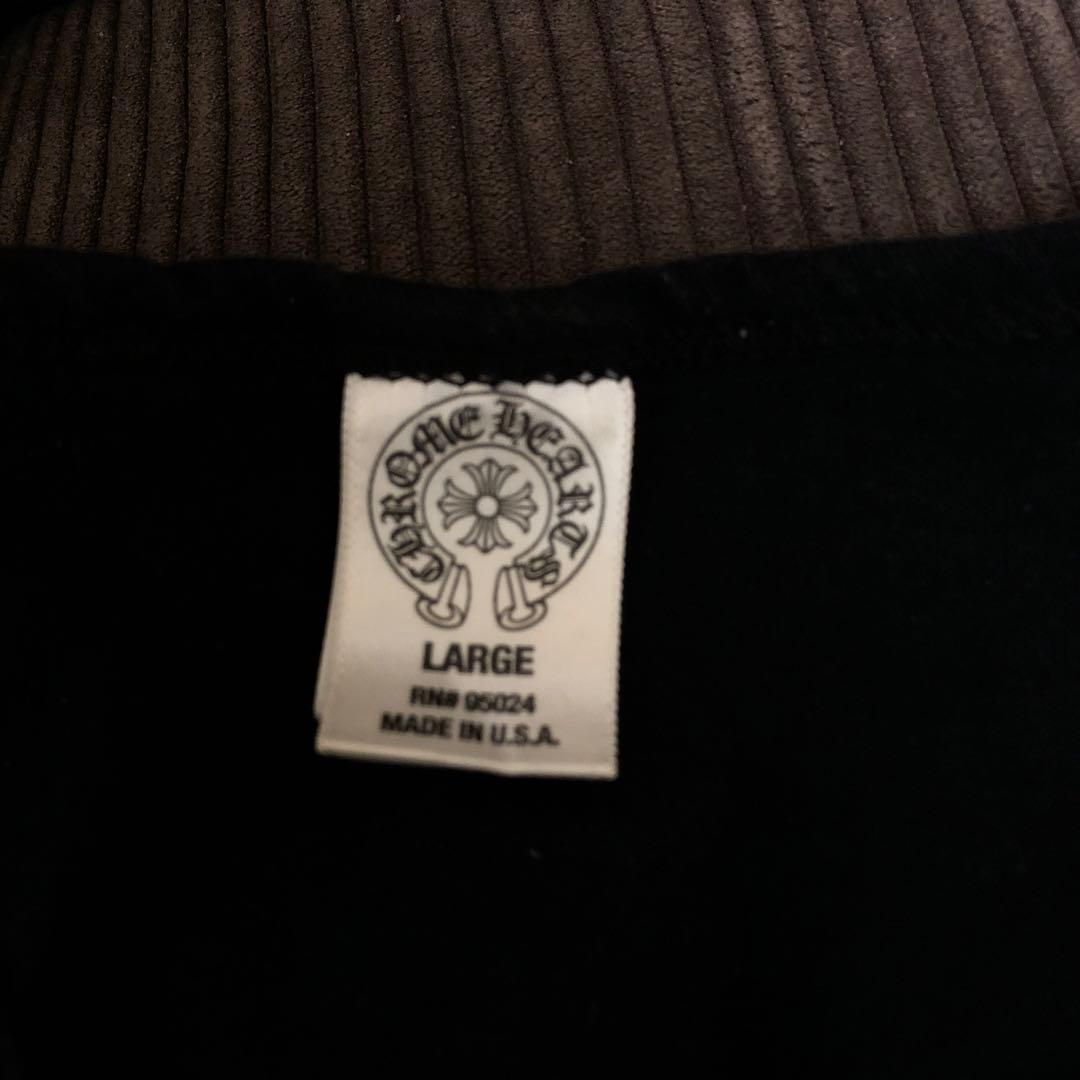 CHROME HEARTS
LARGE
RN# 95024
MADE IN U.S.A.